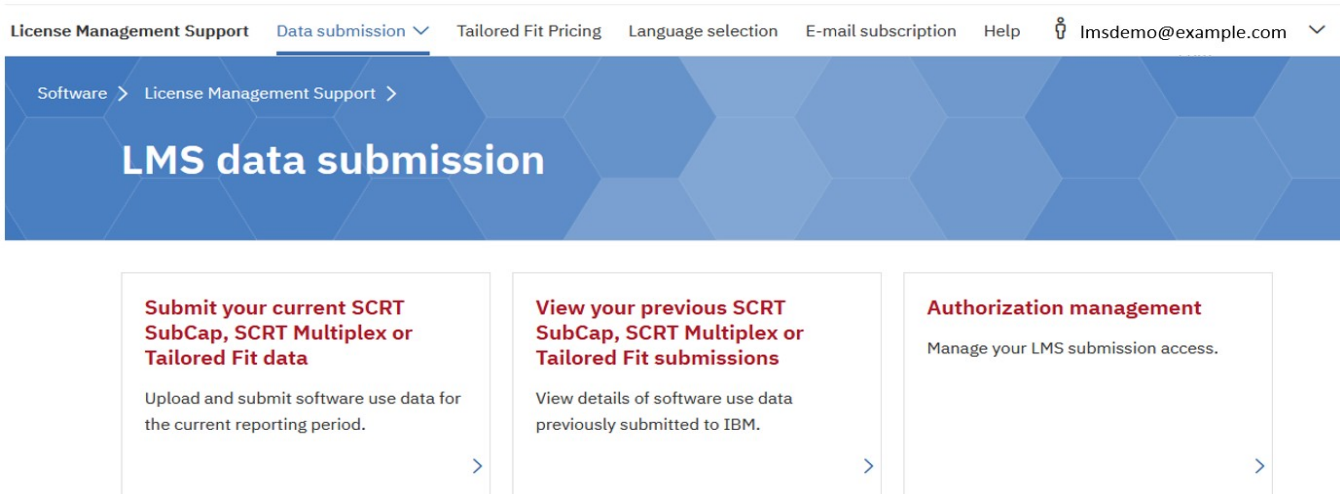 License Management Support Data submission Tailored Fit Pricing Language selection E-mail subscription Help lmsdemo@example.com
Software > License Management Support >
LMS data submission
Submit your current SCRT
SubCap, SCRT Multiplex or
Tailored Fit data
Upload and submit software use data for
the current reporting period.
View your previous SCRT
SubCap, SCRT Multiplex or
Tailored Fit submissions
View details of software use data
previously submitted to IBM.
Authorization management
Manage your LMS submission access.